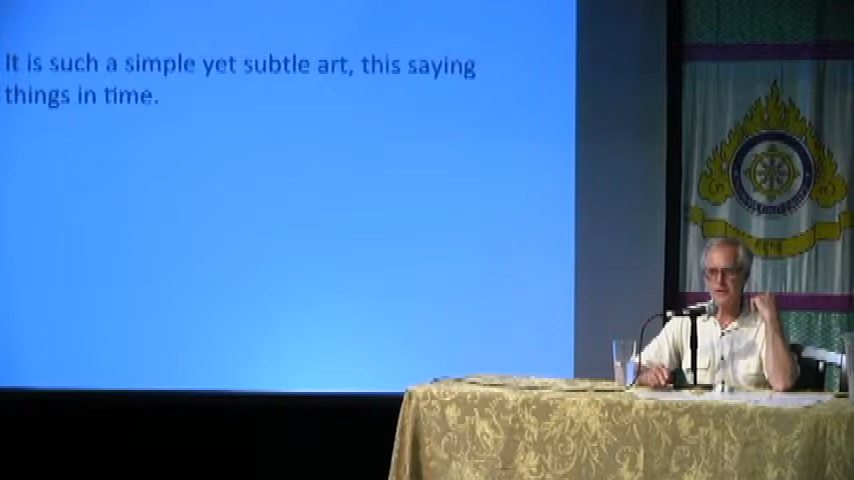 It is such a simple yet subtle art, this saying
things in time.